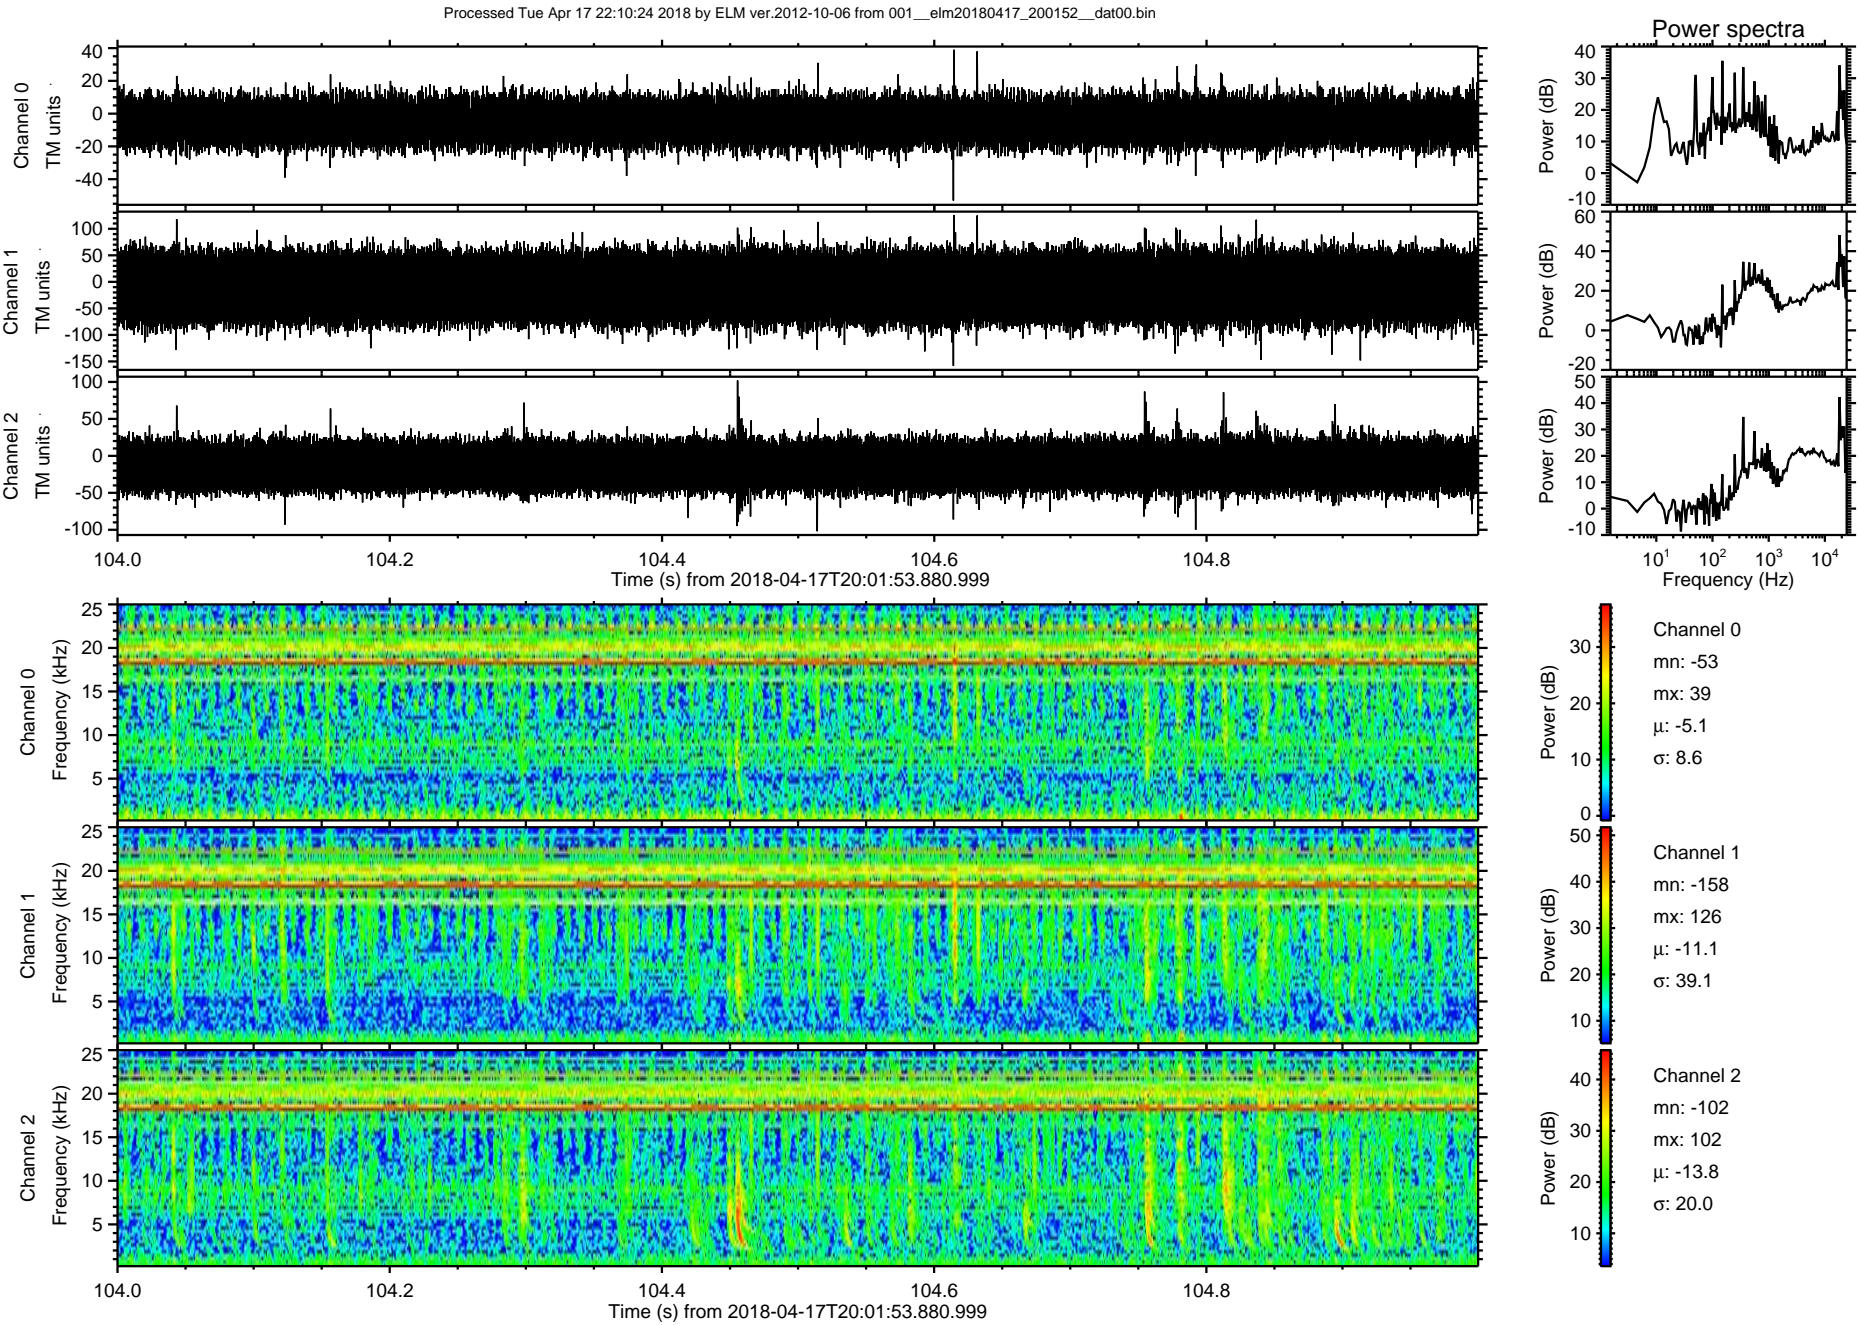 Processed Tue Apr 17 22:10:24 2018 by ELM ver.2012-10-06 from 001__elm20180417_200152__dat00.bin
Power spectra
Channel 0
TM units
40
20
0
-20
-40
Power (dB)
40
30
20
10
0
-10
Channel 1
TM units
100
50
0
-50
-100
-150
Power (dB)
60
40
20
0
-20
Channel 2
TM units
100
50
0
-50
-100
Power (dB)
50
40
30
20
10
0
-10
104.0 104.2 104.4 104.6 104.8
Time (s) from 2018-04-17T20:01:53.880.999
10^1 10^2 10^3 10^4
Frequency (Hz)
Channel 0
Frequency (kHz)
25
20
15
10
5
Power (dB)
30
20
10
0
Channel 0
mn: -53
mx: 39
μ: -5.1
σ: 8.6
Channel 1
Frequency (kHz)
25
20
15
10
5
Power (dB)
50
40
30
20
10
Channel 1
mn: -158
mx: 126
μ: -11.1
σ: 39.1
Channel 2
Frequency (kHz)
25
20
15
10
5
Power (dB)
40
30
20
10
Channel 2
mn: -102
mx: 102
μ: -13.8
σ: 20.0
104.0 104.2 104.4 104.6 104.8
Time (s) from 2018-04-17T20:01:53.880.999